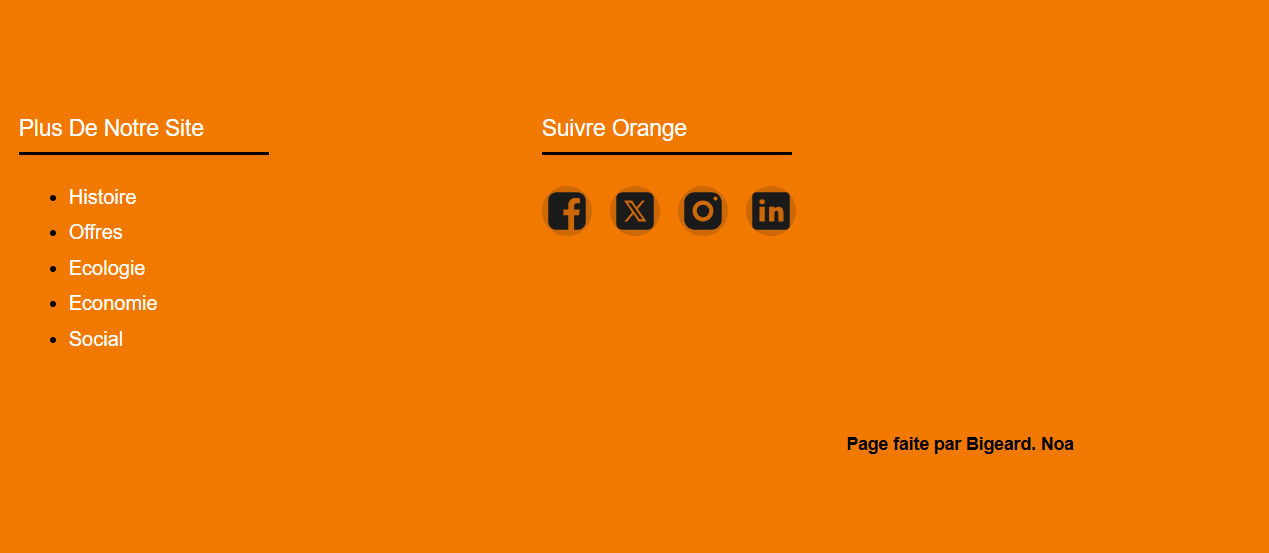 Plus De Notre Site
Suivre Orange
Histoire
Offres
Ecologie
Economie
Social
Page faite par Bigeard. Noa